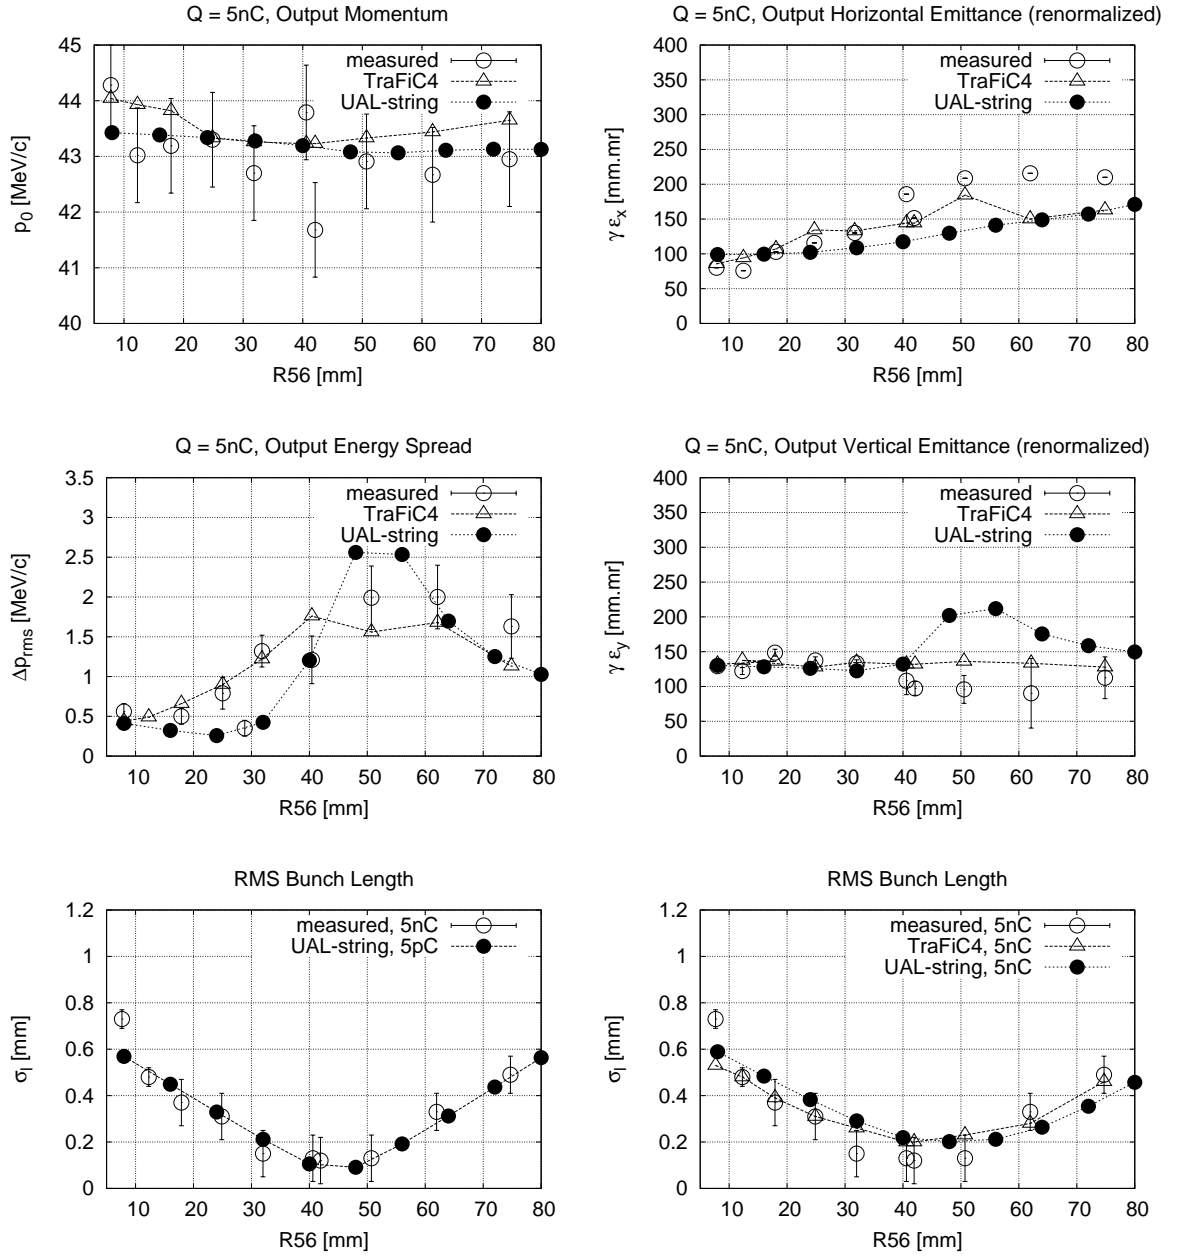 Q = 5nC, Output Momentum
45
44
43
42
41
40
p0 [MeV/c]
measured
TraFiC4
UAL-string
10 20 30 40 50 60 70 80
R56 [mm]
Q = 5nC, Output Horizontal Emittance (renormalized)
400
350
300
250
200
150
100
50
0
γ εx [mm.mr]
measured
TraFiC4
UAL-string
10 20 30 40 50 60 70 80
R56 [mm]
Q = 5nC, Output Energy Spread
3.5
3
2.5
2
1.5
1
0.5
0
Δprms [MeV/c]
measured
TraFiC4
UAL-string
10 20 30 40 50 60 70 80
R56 [mm]
Q = 5nC, Output Vertical Emittance (renormalized)
400
350
300
250
200
150
100
50
0
γ εy [mm.mr]
measured
TraFiC4
UAL-string
10 20 30 40 50 60 70 80
R56 [mm]
RMS Bunch Length
1.2
1
0.8
0.6
0.4
0.2
0
σl [mm]
measured, 5nC
UAL-string, 5pC
10 20 30 40 50 60 70 80
R56 [mm]
RMS Bunch Length
1.2
1
0.8
0.6
0.4
0.2
0
σl [mm]
measured, 5nC
TraFiC4, 5nC
UAL-string, 5nC
10 20 30 40 50 60 70 80
R56 [mm]